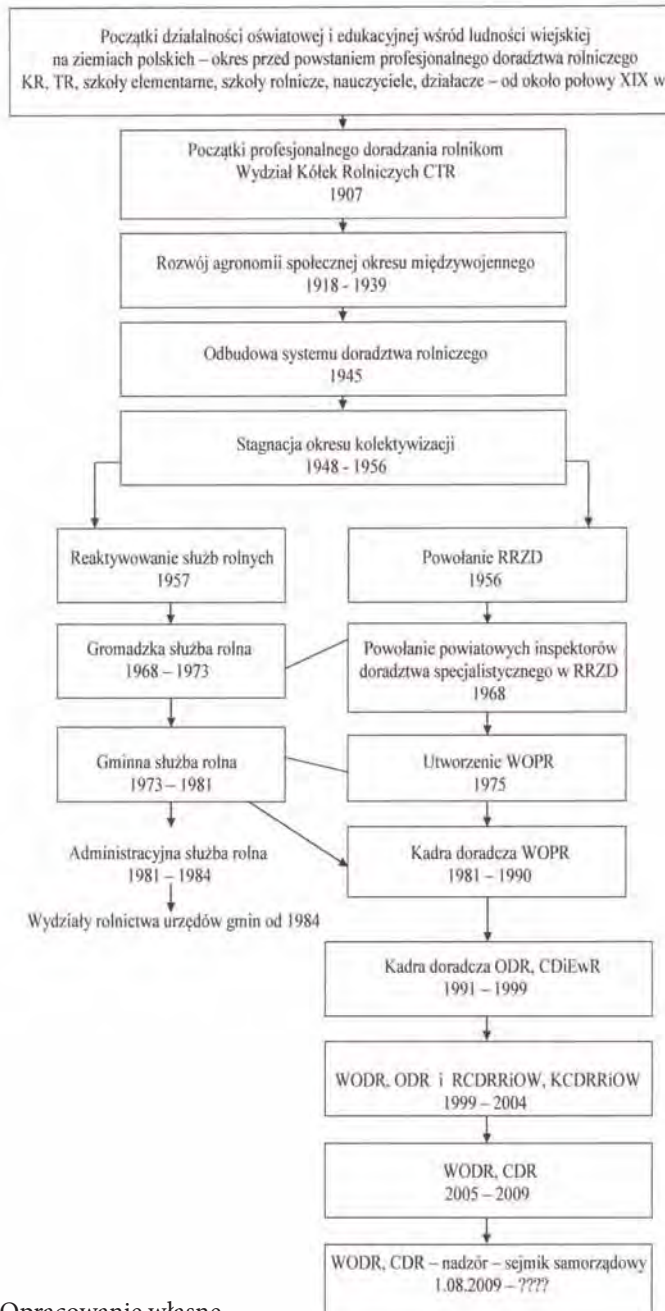 Początki działalności oświatowej i edukacyjnej wśród ludności wiejskiej
na ziemiach polskich – okres przed powstaniem profesjonalnego doradztwa rolniczego
KR, TR, szkoły elementarne, szkoły rolnicze, nauczyciele, działacze – od około połowy XIX w
Początki profesjonalnego doradzania rolnikom
Wydział Kółek Rolniczych CTR
1907
Rozwój agronomii społecznej okresu międzywojennego
1918 - 1939
Odbudowa systemu doradztwa rolniczego
1945
Stagnacja okresu kolektywizacji
1948 - 1956
Reaktywowanie służb rolnych
1957
Powołanie RRZD
1956
Gromadzka służba rolna
1968 – 1973
Powołanie powiatowych inspektorów
doradztwa specjalistycznego w RRZD
1968
Gminna służba rolna
1973 – 1981
Utworzenie WOPR
1975
Administracyjna służba rolna
1981 – 1984
Kadra doradcza WOPR
1981 – 1990
Wydziały rolnictwa urzędów gmin od 1984
Kadra doradcza ODR, CDiEwR
1991 – 1999
WODR, ODR i RCDRRiOW, KCDRRiOW
1999 – 2004
WODR, CDR
2005 – 2009
WODR, CDR – nadzór – sejmik samorządowy
1.08.2009 – ????
Opracowanie własne